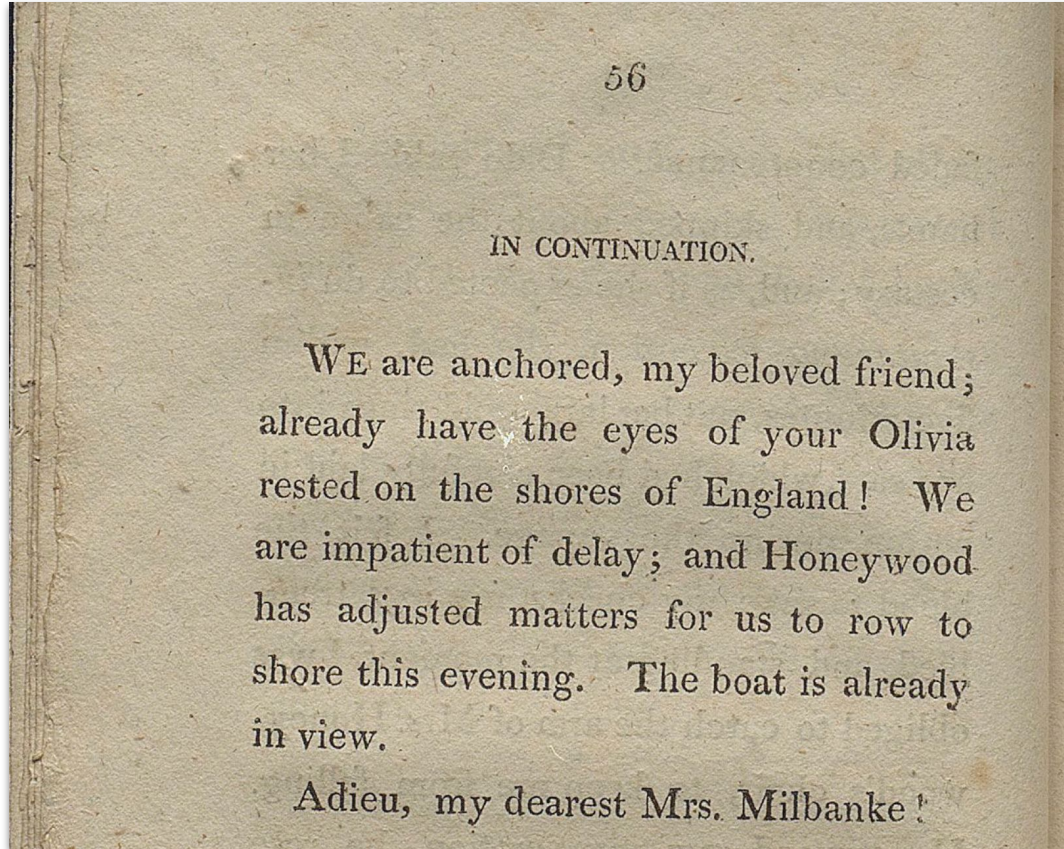 56
IN CONTINUATION.
WE are anchored, my beloved friend;
already have the eyes of your Olivia
rested on the shores of England! We
are impatient of delay; and Honeywood
has adjusted matters for us to row to
shore this evening. The boat is already
in view.
Adieu, my dearest Mrs. Milbanke!